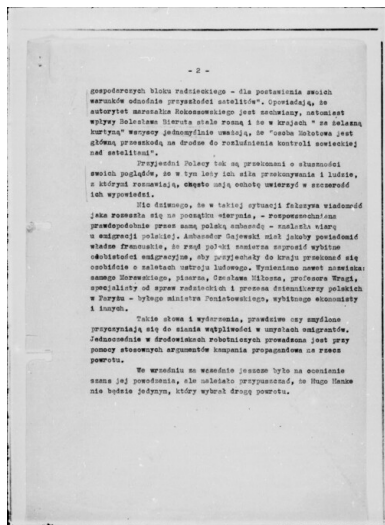 - 2 -
gospodarczych bloku radzieckiego - dla postawienia swoich
warunków odnośnie przyszłości satelitów". Opowiadają, że
autorytet marszałka Rokossowskiego jest zachwiany, natomiast
wpływy Bolesława Bieruta stale rosną i że w krajach " za żelazną
kurtyną" wszyscy jednomyślnie uważają, że "osoba Mołotowa jest
główną przeszkodą na drodze do rozluźnienia kontroli sowieckiej
nad satelitami".
Przyjezdni Polacy tak są przekonani o słuszności
swoich poglądów, że w tym leży ich siła przekonywania i ludzie,
z którymi rozmawiają, często mają ochotę uwierzyć w szczerość
ich wypowiedzi.
Nic dziwnego, że w takiej sytuacji fałszywa wiadomość
jaka rozeszła się na początku sierpnia, - rozpowszechniana
prawdopodobnie przez samą polską ambasadę - znalazła wiarę
u emigracji polskiej. Ambasador Gajewski miał jakoby powiadomić
władze francuskie, że rząd polski zamierza zaprosić wybitne
osobistości emigracyjne, aby przyjechały do kraju przekonać się
osobiście o zaletach ustroju ludowego. Wymieniano nawet nazwiska:
samego Morawskiego, pisarza, Czesława Miłosza, profesora Wragi,
specjalisty od spraw radzieckich i prezesa dziennikarzy polskich
w Paryżu - byłego ministra Poniatowskiego, wybitnego ekonomisty
i innych.
Takie słowa i wydarzenia, prawdziwe czy zmyślone
przyczyniają się do siania wątpliwości w umysłach emigrantów.
Jednocześnie w środowiskach robotniczych prowadzona jest przy
pomocy stosownych argumentów kampania propagandowa na rzecz
powrotu.
We wrześniu za wcześnie jeszcze było na ocenianie
szans jej powodzenia, ale należało przypuszczać, że Hugo Hanke
nie będzie jedynym, który wybrał drogę powrotu.